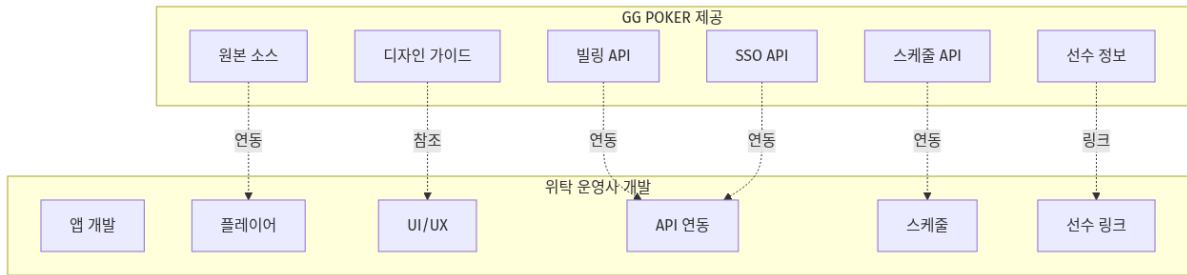 GG POKER 제공
원본 소스
디자인 가이드
빌링 API
SSO API
스케줄 API
선수 정보
연동
참조
연동
연동
연동
링크
위탁 운영사 개발
앱 개발
플레이어
UI/UX
API 연동
스케줄
선수 링크